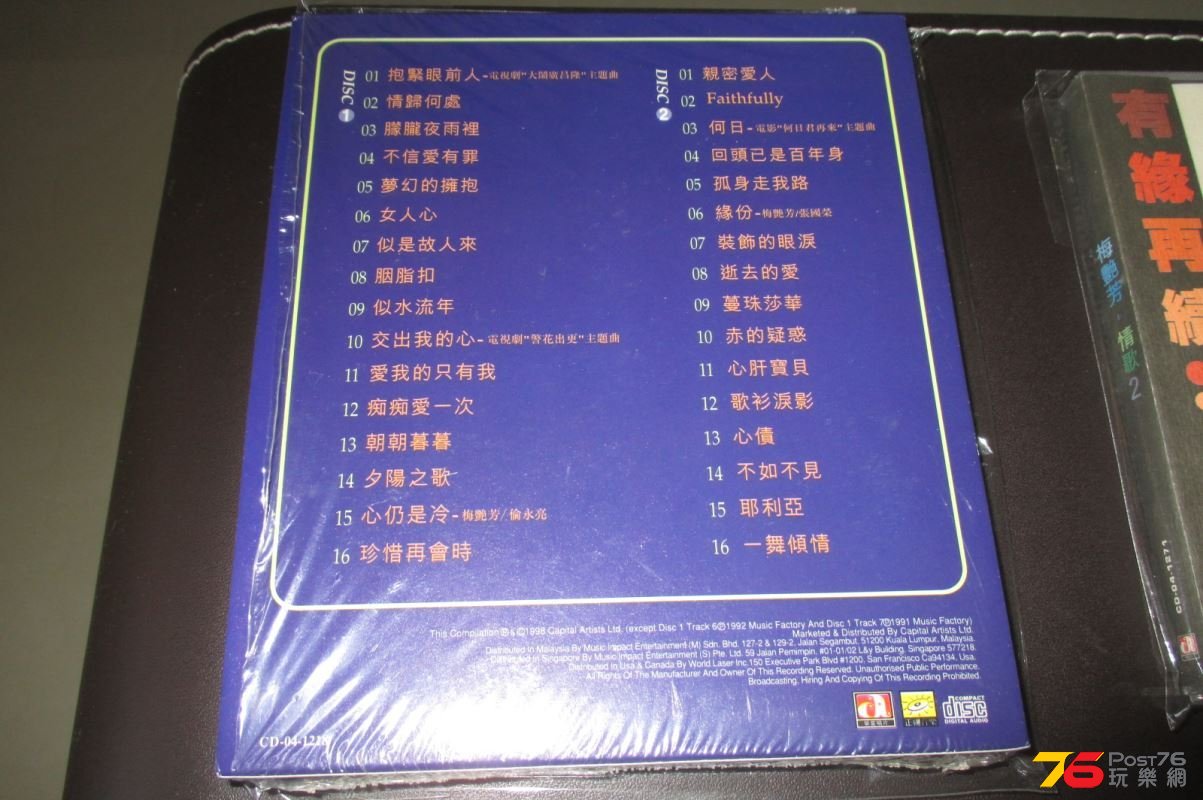 DISC 1
01 抱緊眼前人-電視劇"大鬧廣昌隆"主題曲
02 情歸何處
03 朦朧夜雨裡
04 不信愛有罪
05 夢幻的擁抱
06 女人心
07 似是故人來
08 胭脂扣
09 似水流年
10 交出我的心-電視劇"警花出更"主題曲
11 愛我的只有我
12 痴痴愛一次
13 朝朝暮暮
14 夕陽之歌
15 心仍是冷-梅艷芳/倫永亮
16 珍惜再會時
DISC 2
01 親密愛人
02 Faithfully
03 何日-電影"何日君再來"主題曲
04 回頭已是百年身
05 孤身走我路
06 緣份-梅艷芳/張國榮
07 裝飾的眼淚
08 逝去的愛
09 蔓珠莎華
10 赤的疑惑
11 心肝寶貝
12 歌衫淚影
13 心債
14 不如不見
15 耶利亞
16 一舞傾情
This Compilation ℗&©1998 Capital Artists Ltd. (except Disc 1 Track 6℗1992 Music Factory And Disc 1 Track 7℗1991 Music Factory)
Marketed & Distributed By Capital Artists Ltd.
Distributed in Malaysia By Music Impact Entertainment (M) Sdn. Bhd. 127-2 & 129-2. Jalan Segambut. 51200 Kuala Lumpur. Malaysia.
Distributed in Singapore By Music Impact Entertainment (S) Pte. Ltd. 59 Jalan Pemimpin. #01-01/02 L&y Building. Singapore 577218.
Distributed in Usa & Canada By World Laser Inc.150 Executive Park Blvd #1200. San Francisco Ca94134. Usa.
All Rights Of The Manufacturer And Owner Of This Recording Reserved. Unauthorised Public Performance.
Broadcasting. Hiring And Copying Of This Recording Prohibited.
華星唱片
COMPACT
disc
DIGITAL AUDIO
CD-04-1218
有緣再續
梅艷芳·情歌2
CD-04-1271
76 Post76
玩樂網